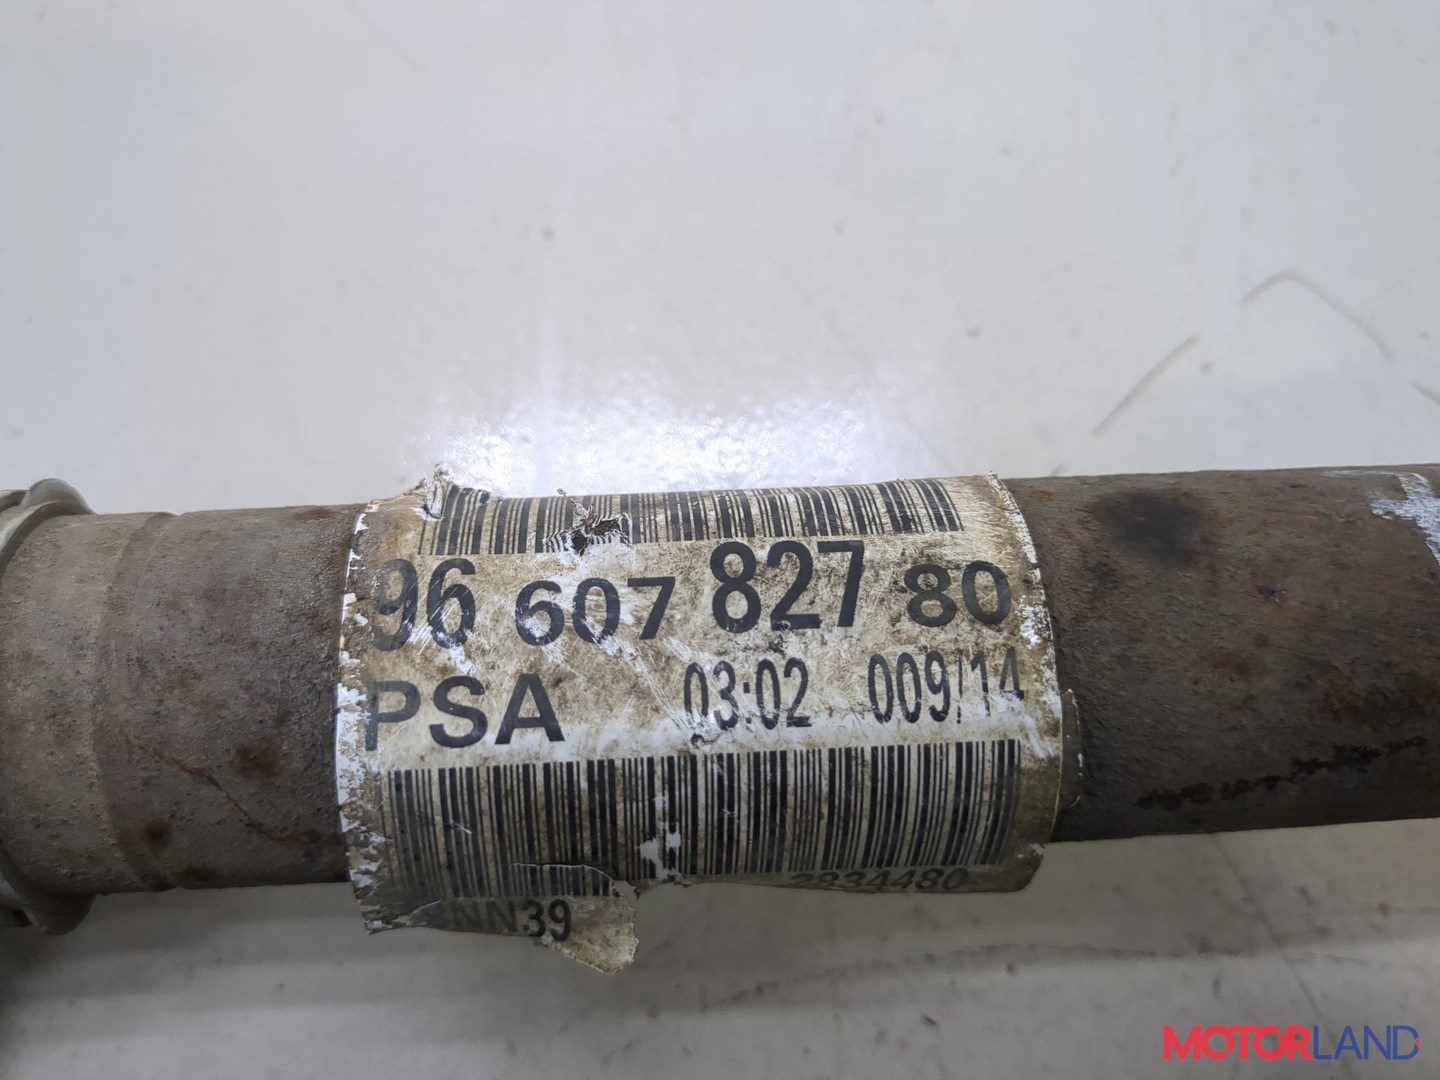 96 607 827 80
PSA 03:02 009/14
2834480
NN39
MOTORLAND